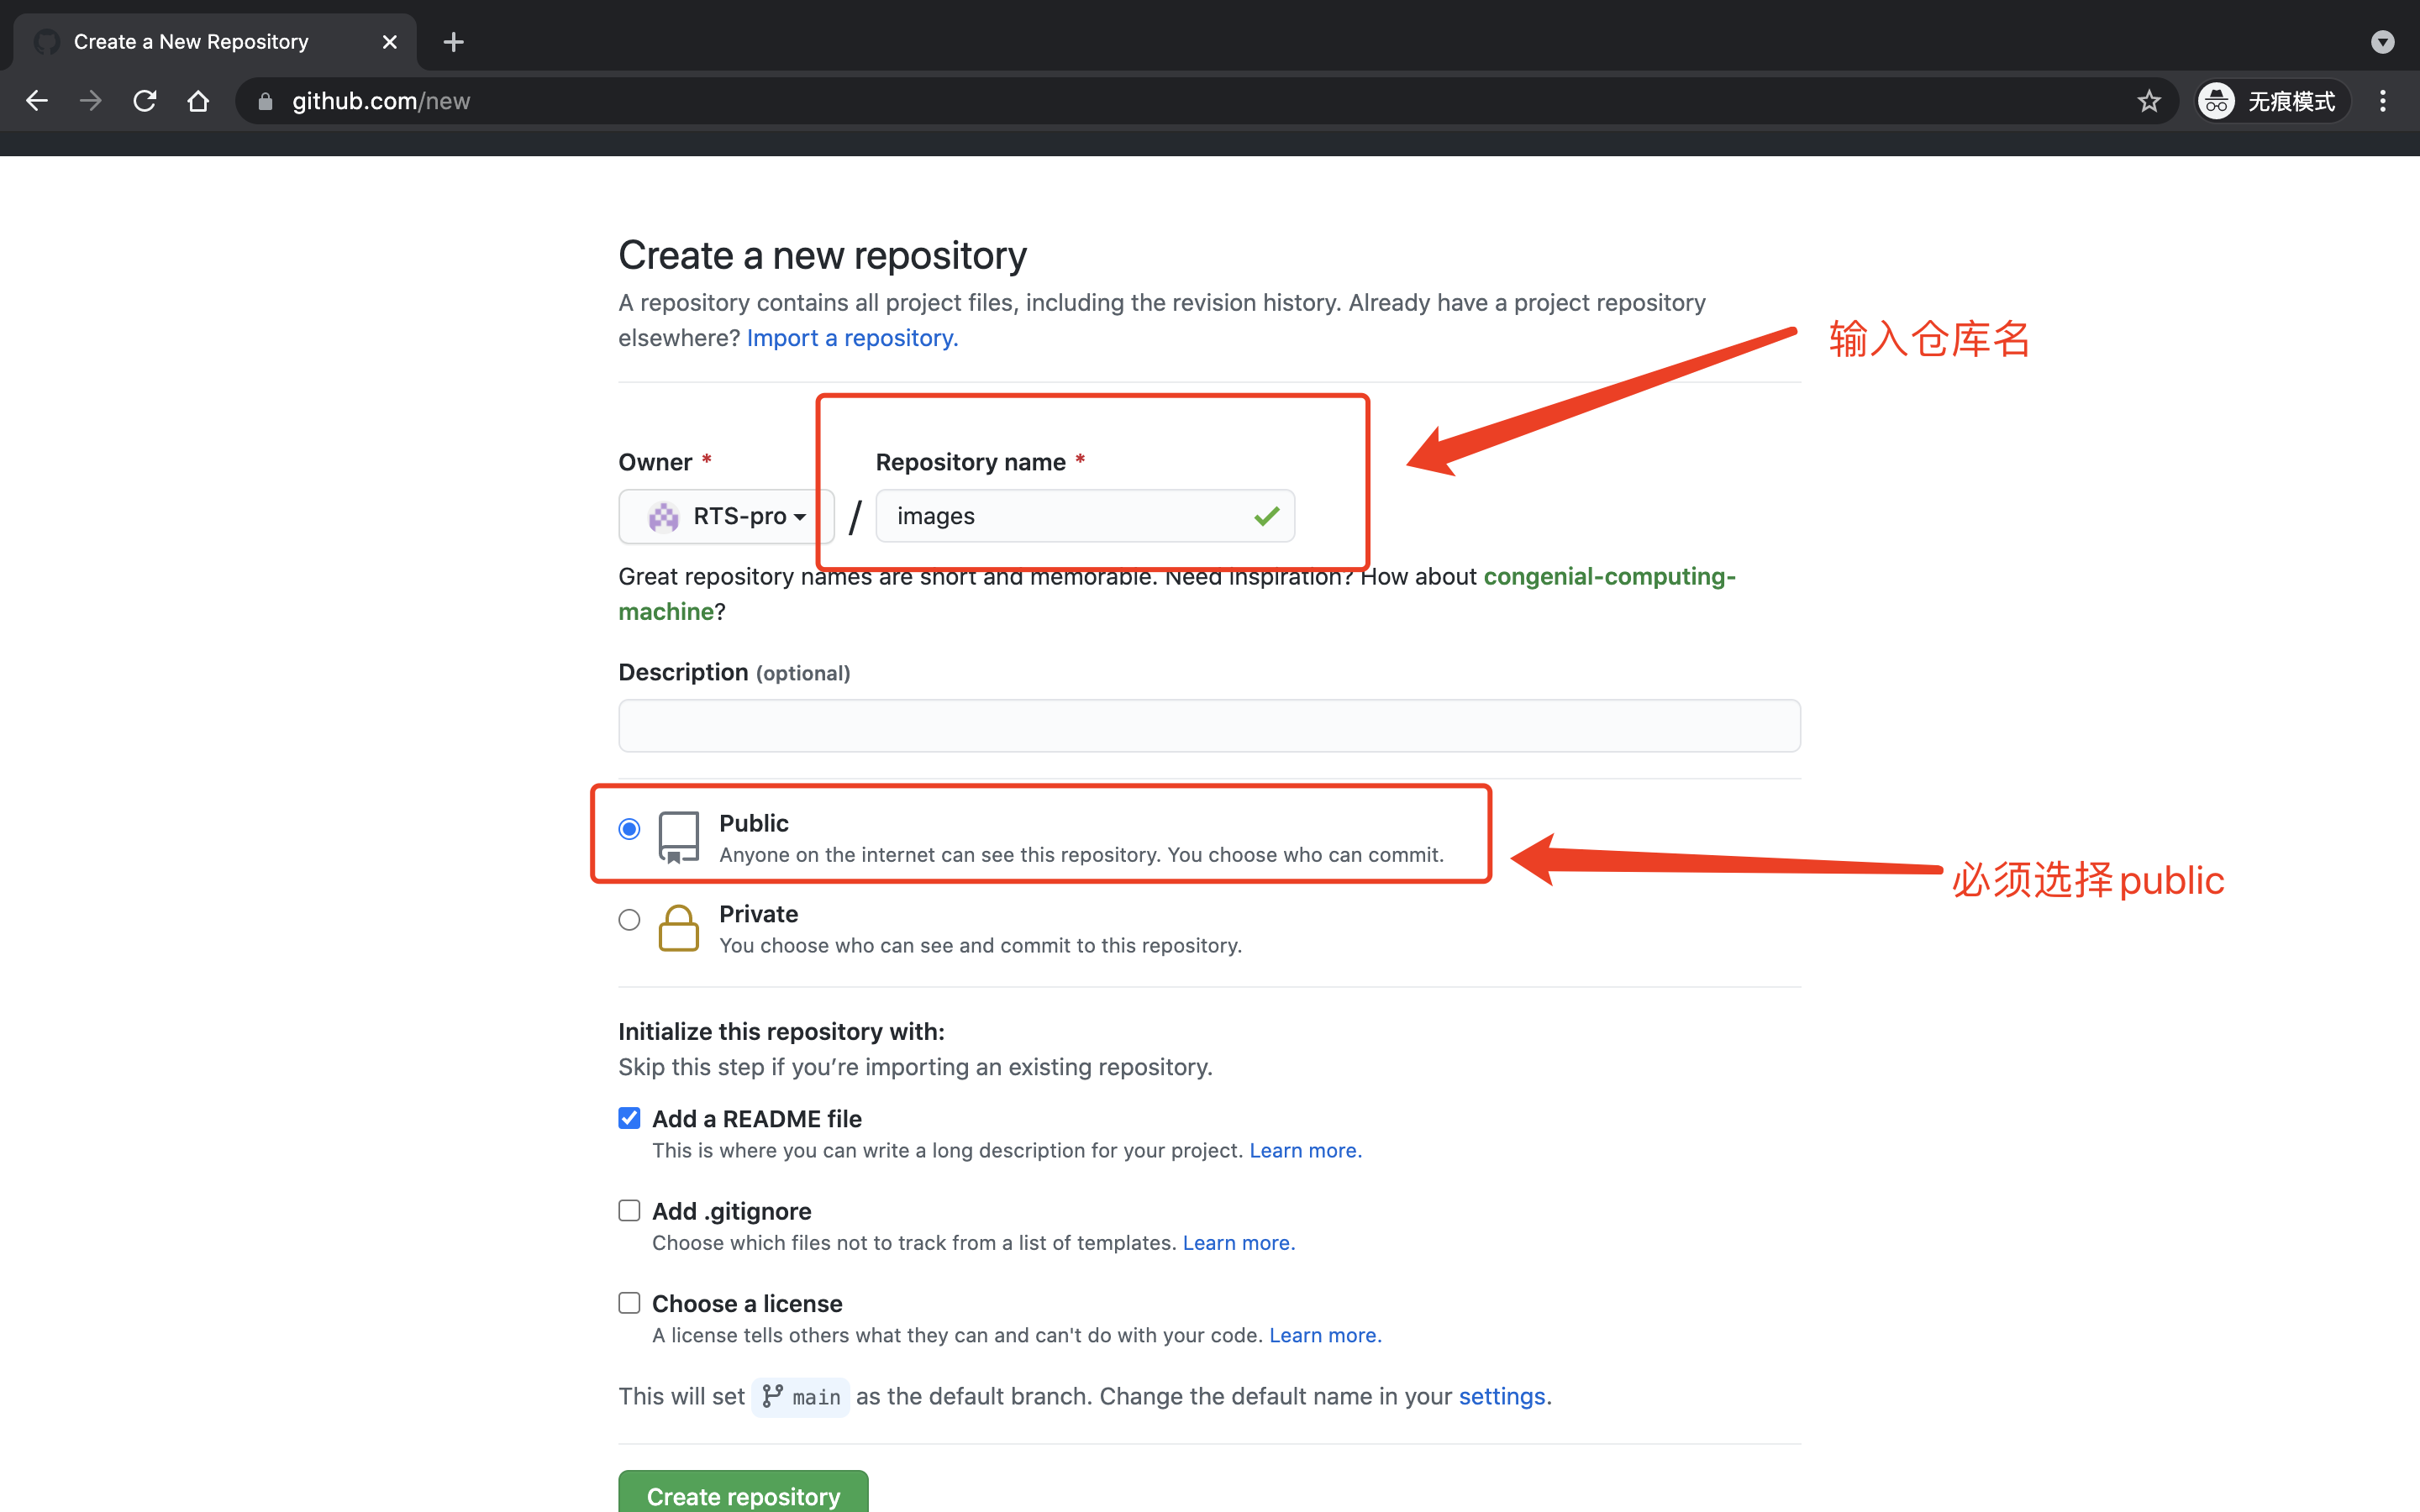 Create a New Repository
github.com/new
无痕模式
Create a new repository
A repository contains all project files, including the revision history. Already have a project repository
elsewhere? Import a repository.
输入仓库名
Owner * Repository name *
RTS-pro / images
Great repository names are short and memorable. Need inspiration? How about congenial-computing-
machine?
Description (optional)
Public
Anyone on the internet can see this repository. You choose who can commit.
必须选择public
Private
You choose who can see and commit to this repository.
Initialize this repository with:
Skip this step if you’re importing an existing repository.
Add a README file
This is where you can write a long description for your project. Learn more.
Add .gitignore
Choose which files not to track from a list of templates. Learn more.
Choose a license
A license tells others what they can and can't do with your code. Learn more.
This will set main as the default branch. Change the default name in your settings.
Create repository